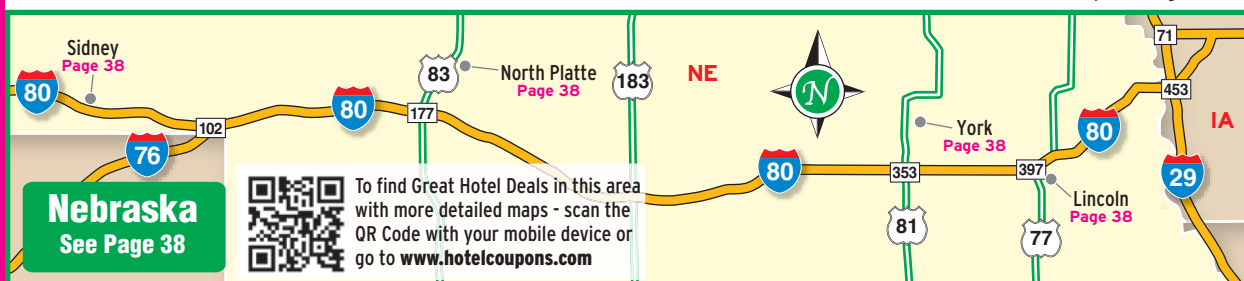 71
Sidney
Page 38
83
North Platte
Page 38
183
NE
80
80
177
453
102
York
Page 38
80
IA
76
80
353
397
29
Nebraska
See Page 38
To find Great Hotel Deals in this area
with more detailed maps - scan the
QR Code with your mobile device or
go to www.hotelcoupons.com
Lincoln
Page 38
81
77
N